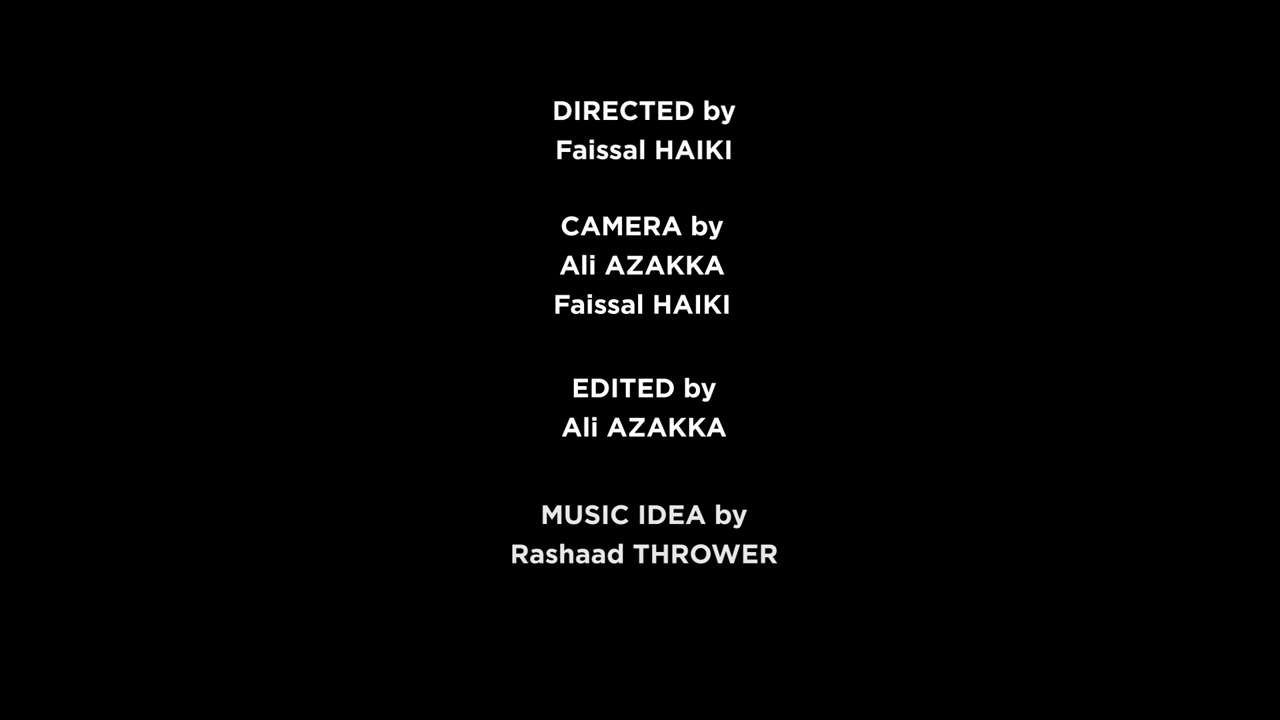 DIRECTED by
Faissal HAIKI
CAMERA by
Ali AZAKKA
Faissal HAIKI
EDITED by
Ali AZAKKA
MUSIC IDEA by
Rashaad THROWER